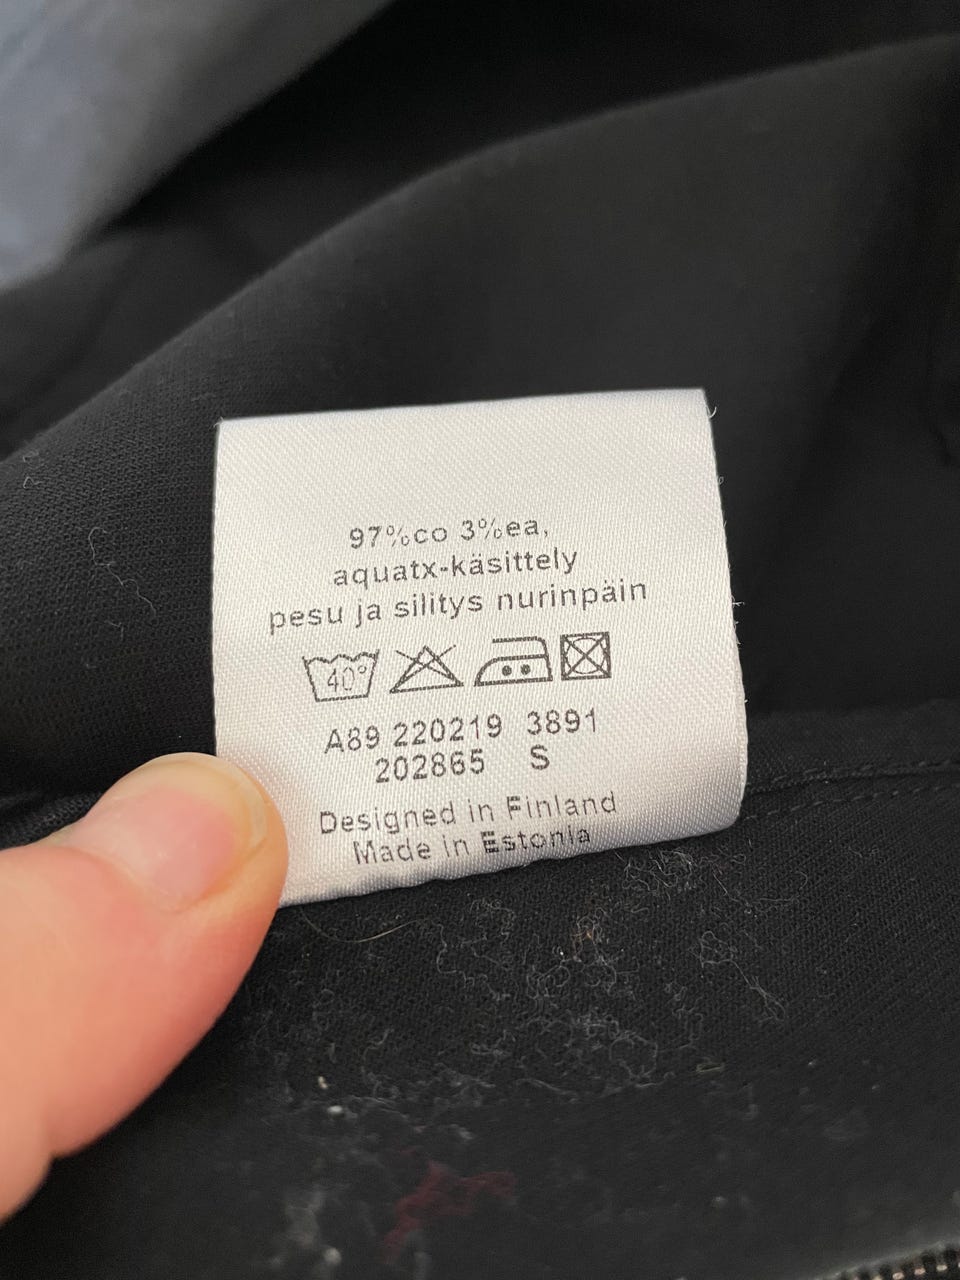 97%co 3%ea,
aquatx-käsittely
pesu ja silitys nurinpäin
40°
A89 220219 3891
202865 S
Designed in Finland
Made in Estonia